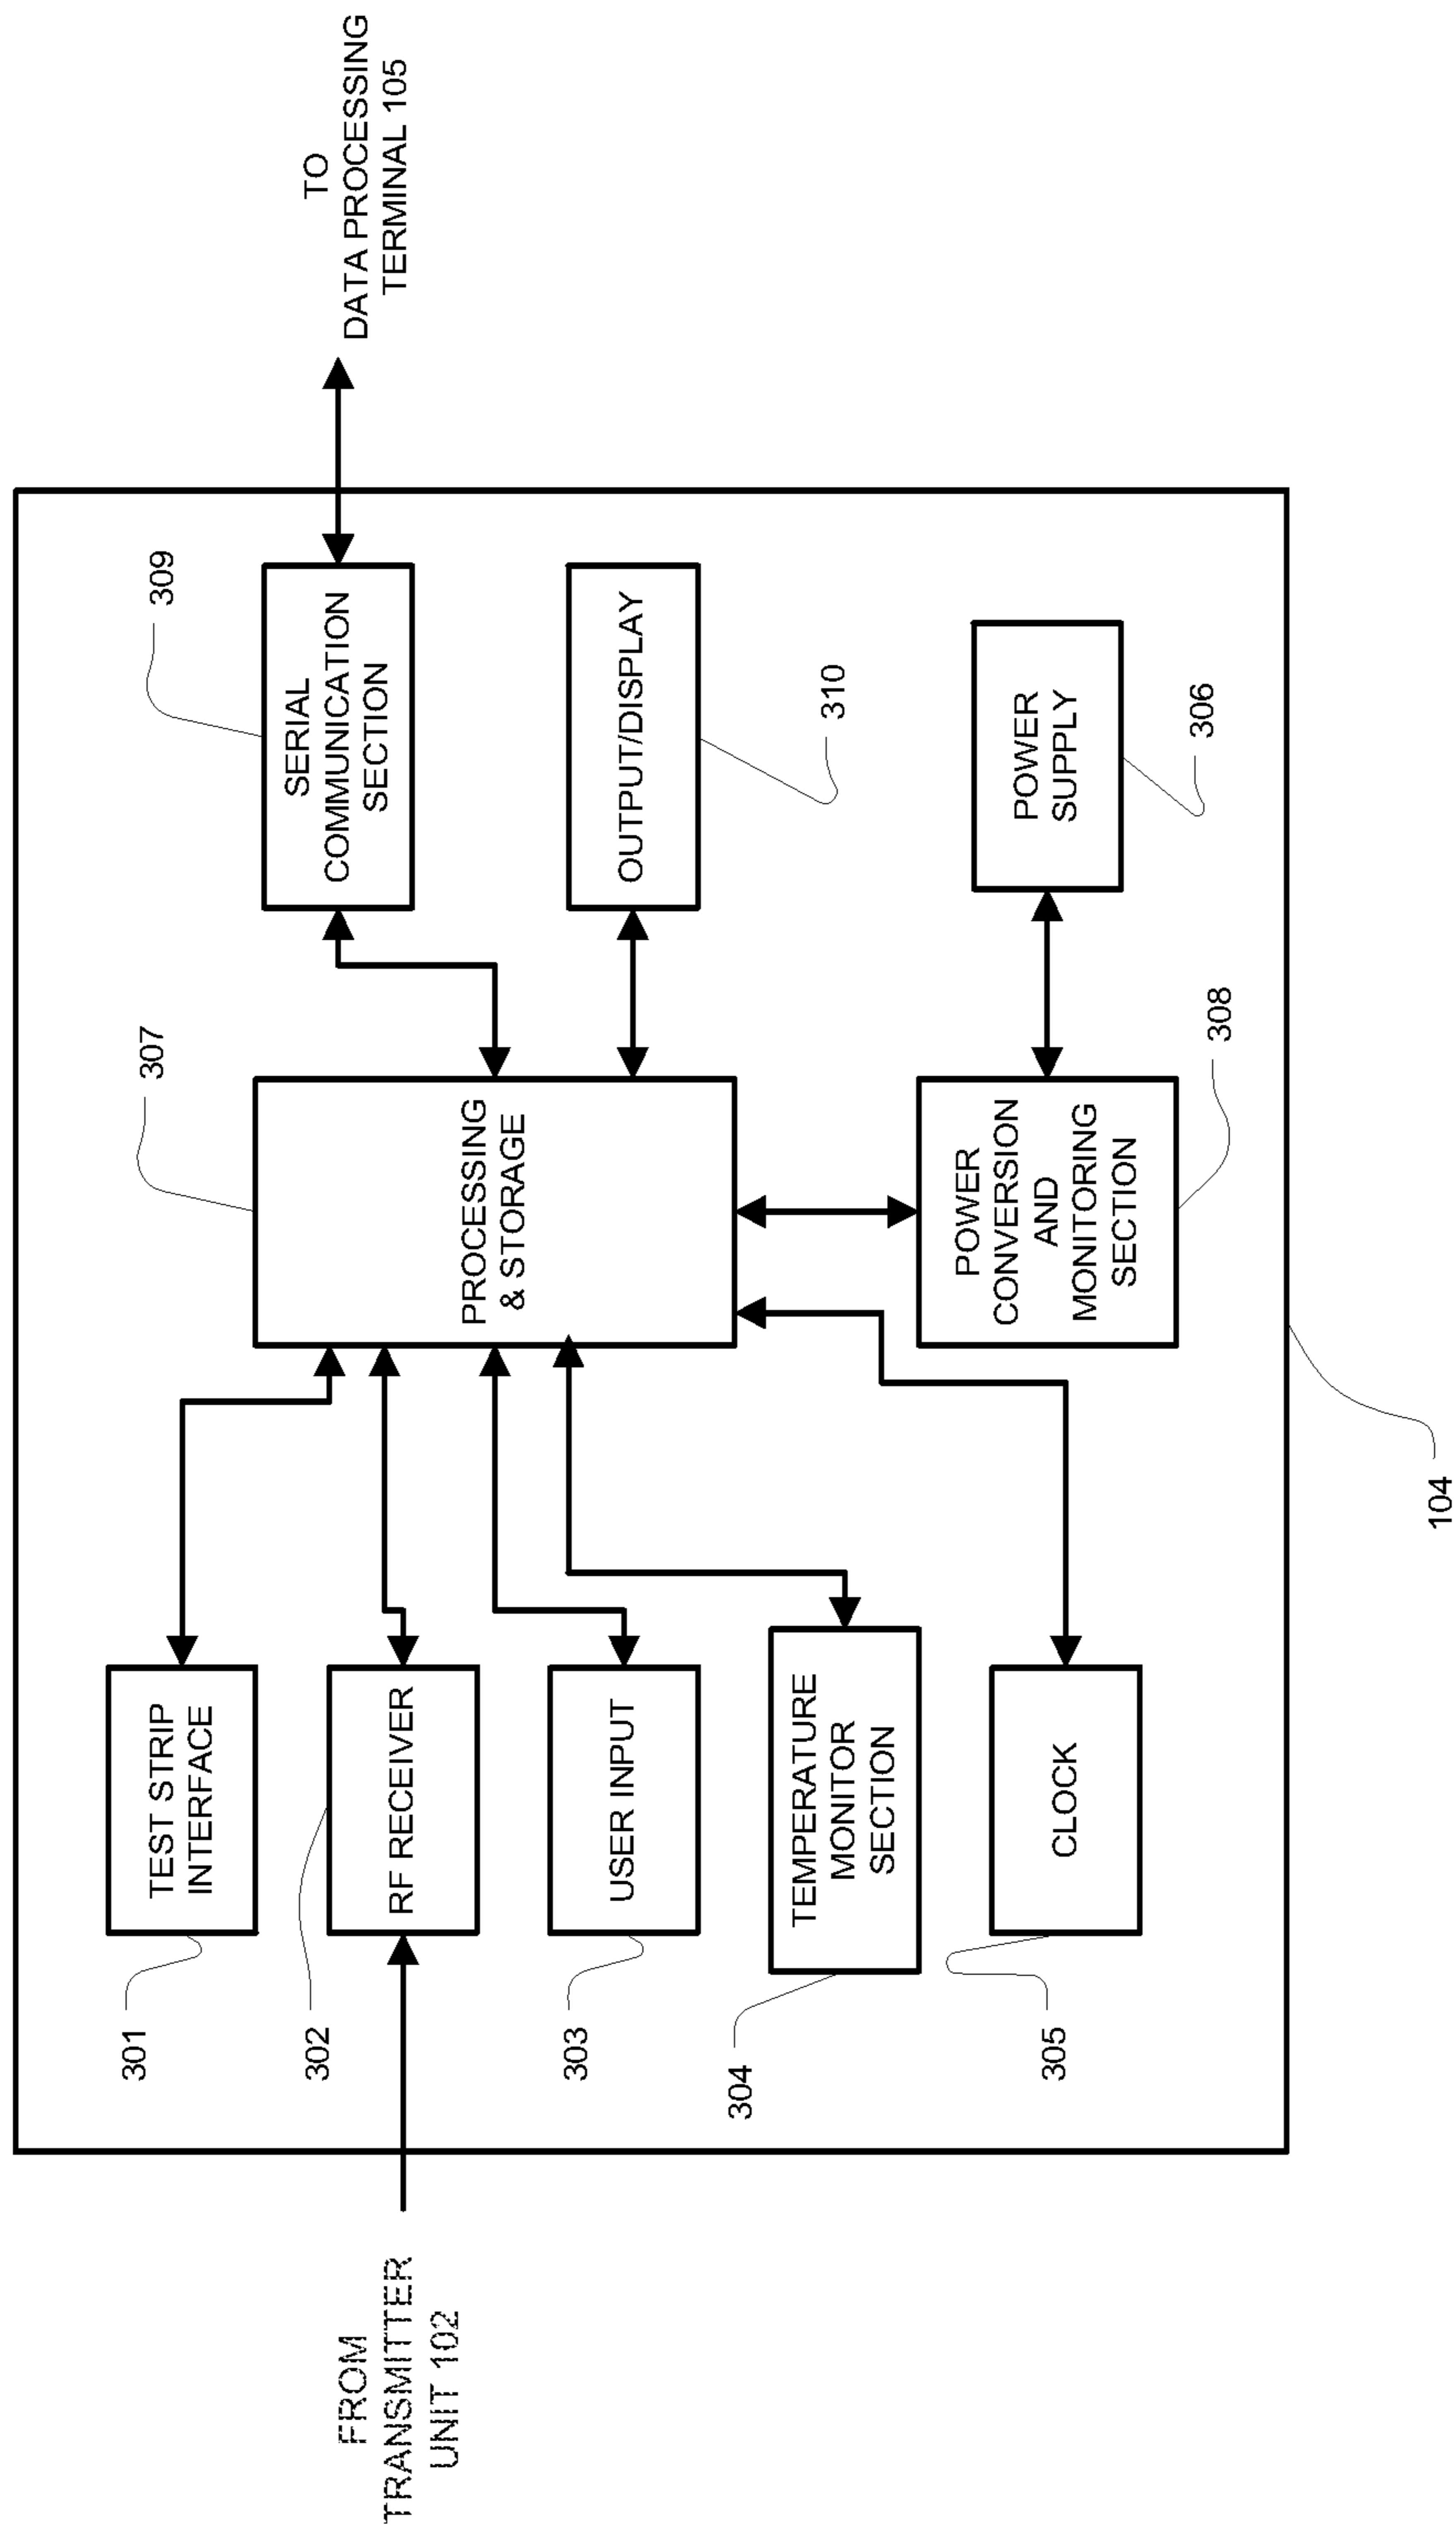 FROM
TRANSMITTER
UNIT 102
301
TEST STRIP
INTERFACE
302
RF RECEIVER
303
USER INPUT
304
TEMPERATURE
MONITOR
SECTION
305
CLOCK
307
PROCESSING
& STORAGE
308
POWER
CONVERSION
AND
MONITORING
SECTION
309
SERIAL
COMMUNICATION
SECTION
310
OUTPUT/DISPLAY
306
POWER
SUPPLY
TO
DATA PROCESSING
TERMINAL 105
104